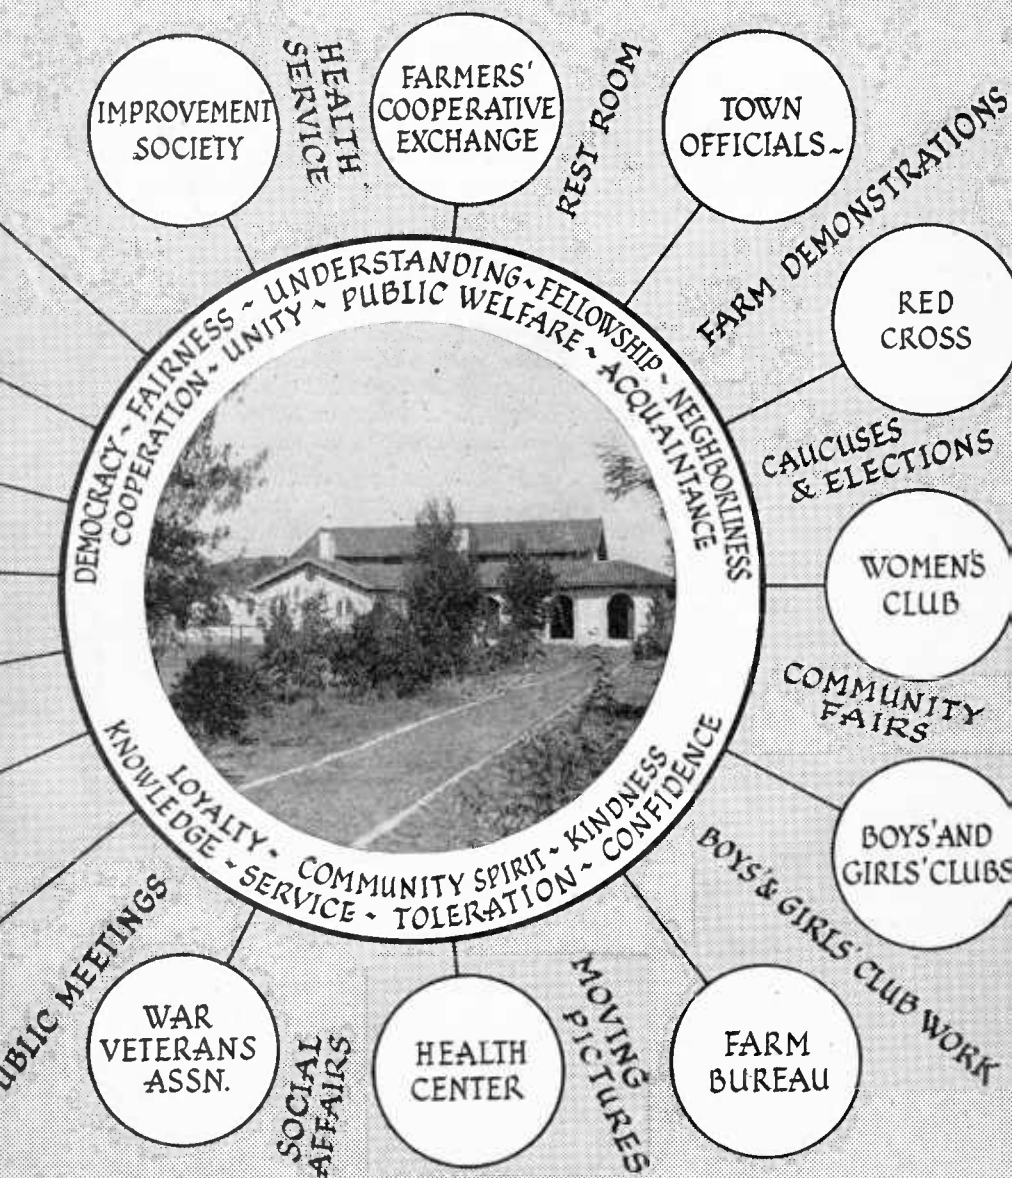 IMPROVEMENT
SOCIETY
HEALTH
SERVICE
FARMERS'
COOPERATIVE
EXCHANGE
REST ROOM
TOWN
OFFICIALS~
FARM DEMONSTRATIONS
RED
CROSS
CAUCUSES
& ELECTIONS
WOMEN'S
CLUB
COMMUNITY
FAIRS
BOYS' AND
GIRLS' CLUBS
BOYS' & GIRLS' CLUB WORK
FARM
BUREAU
MOVING
PICTURES
HEALTH
CENTER
SOCIAL
AFFAIRS
WAR
VETERANS
ASSN.
UBLIC MEETINGS
DEMOCRACY ~ FAIRNESS ~ UNDERSTANDING ~ FELLOWSHIP ~ NEIGHBORLINESS
COOPERATION ~ UNITY ~ PUBLIC WELFARE ~ ACQUAINTANCE
LOYALTY ~ COMMUNITY SPIRIT ~ KINDNESS
KNOWLEDGE ~ SERVICE ~ TOLERATION ~ CONFIDENCE